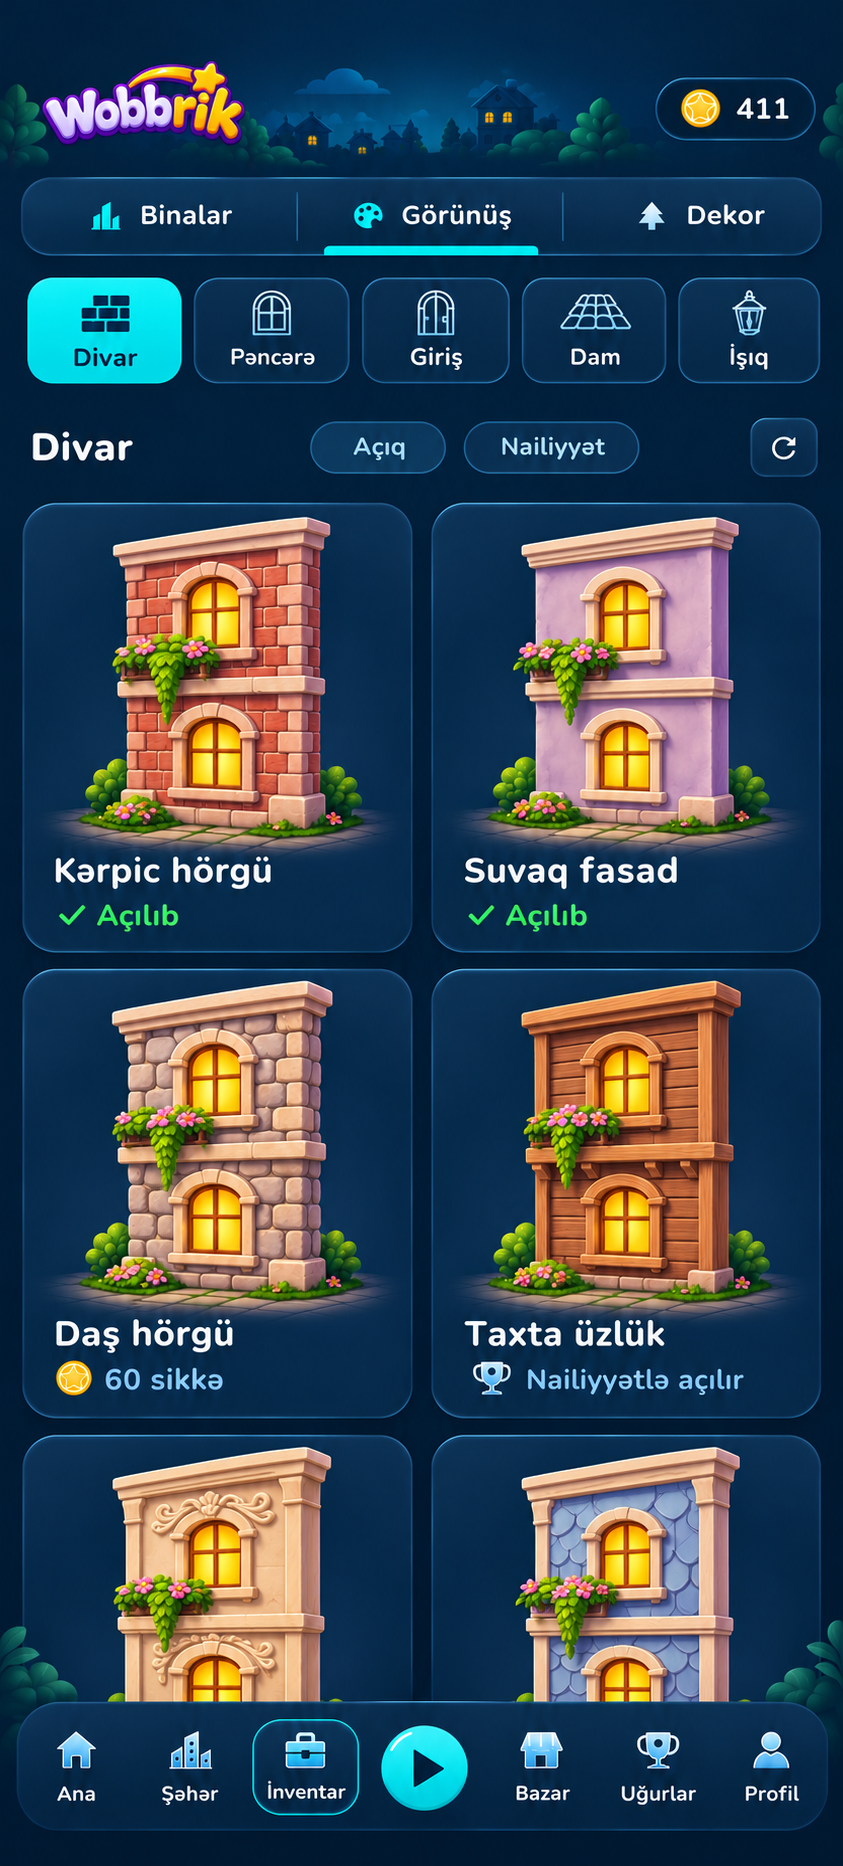 Wobbrik
411
Binalar
Görünüş
Dekor
Divar
Pəncərə
Giriş
Dam
İşıq
Divar
Açıq
Nailiyyət
Kərpic hörgü
Açılıb
Suvaq fasad
Açılıb
Daş hörgü
60 sikkə
Taxta üzlük
Nailiyyətlə açılır
Ana
Şəhər
İnventar
Bazar
Uğurlar
Profil